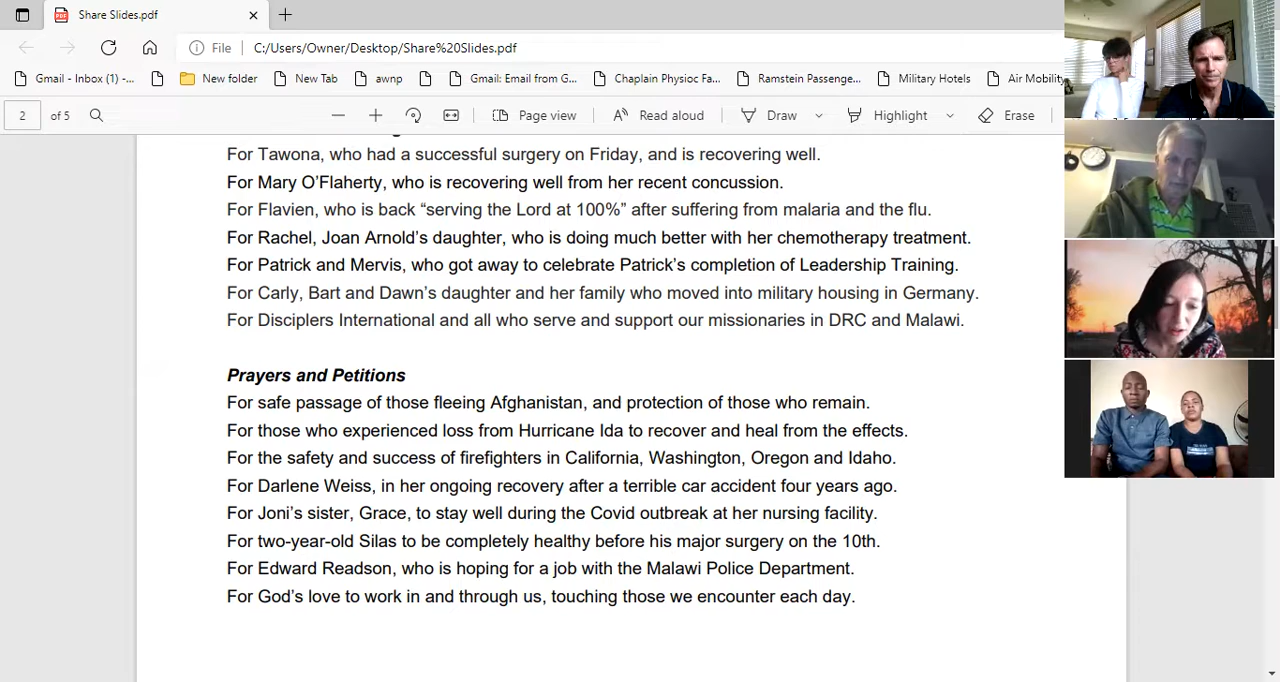 Share Slides.pdf
File C:/Users/Owner/Desktop/Share%20Slides.pdf
Gmail - Inbox (1) -... New folder New Tab awnp Gmail: Email from G... Chaplain Physioc Fa... Ramstein Passenge... Military Hotels Air Mobility
2 of 5 Page view Read aloud Draw Highlight Erase
For Tawona, who had a successful surgery on Friday, and is recovering well.
For Mary O’Flaherty, who is recovering well from her recent concussion.
For Flavien, who is back “serving the Lord at 100%” after suffering from malaria and the flu.
For Rachel, Joan Arnold’s daughter, who is doing much better with her chemotherapy treatment.
For Patrick and Mervis, who got away to celebrate Patrick’s completion of Leadership Training.
For Carly, Bart and Dawn’s daughter and her family who moved into military housing in Germany.
For Disciplers International and all who serve and support our missionaries in DRC and Malawi.
Prayers and Petitions
For safe passage of those fleeing Afghanistan, and protection of those who remain.
For those who experienced loss from Hurricane Ida to recover and heal from the effects.
For the safety and success of firefighters in California, Washington, Oregon and Idaho.
For Darlene Weiss, in her ongoing recovery after a terrible car accident four years ago.
For Joni’s sister, Grace, to stay well during the Covid outbreak at her nursing facility.
For two-year-old Silas to be completely healthy before his major surgery on the 10th.
For Edward Readson, who is hoping for a job with the Malawi Police Department.
For God’s love to work in and through us, touching those we encounter each day.